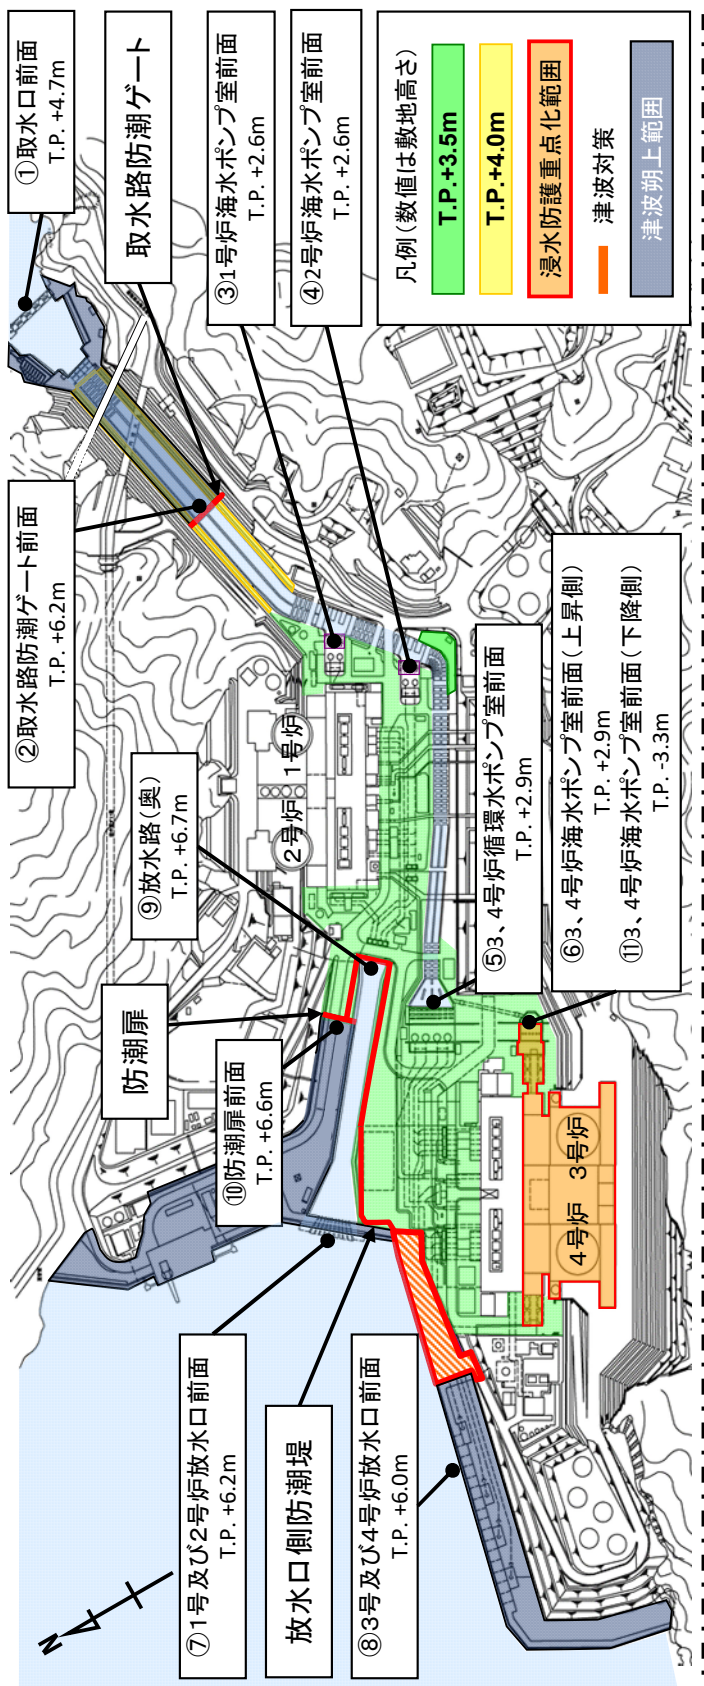 ①取水口前面
T.P. +4.7m
取水路防潮ゲート
③1号炉海水ポンプ室前面
T.P. +2.6m
④2号炉海水ポンプ室前面
T.P. +2.6m
凡例(数値は敷地高さ)
T.P.+3.5m
T.P.+4.0m
浸水防護重点化範囲
津波対策
津波朔上範囲
②取水路防潮ゲート前面
T.P. +6.2m
⑨放水路(奥)
T.P. +6.7m
2号炉
1号炉
⑤3、4号炉循環水ポンプ室前面
T.P. +2.9m
⑥3、4号炉海水ポンプ室前面(上昇側)
T.P. +2.9m
⑪3、4号炉海水ポンプ室前面(下降側)
T.P. -3.3m
防潮扉
⑩防潮扉前面
T.P. +6.6m
4号炉
3号炉
⑦1号及び2号炉放水口前面
T.P. +6.2m
放水口側防潮堤
⑧3号及び4号炉放水口前面
T.P. +6.0m
N